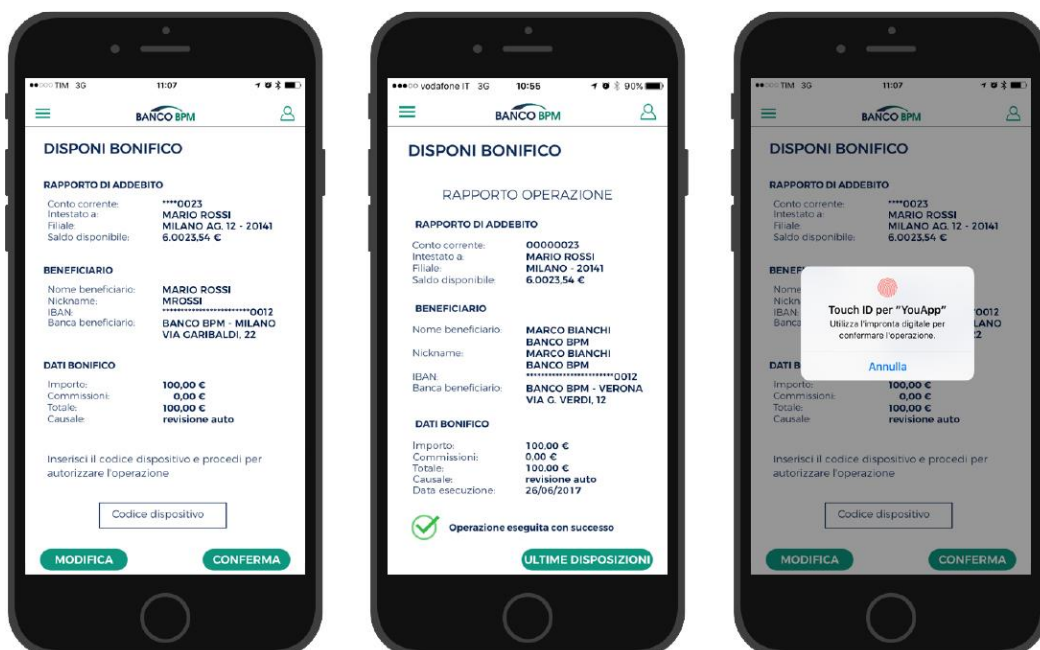 TIM 3G 11:07
BANCO BPM
DISPONI BONIFICO
RAPPORTO DI ADDEBITO
Conto corrente: ****0023
Intestato a: MARIO ROSSI
Filiale: MILANO AG. 12 - 20141
Saldo disponibile: 6.0023,54 €
BENEFICIARIO
Nome beneficiario: MARIO ROSSI
Nickname: MROSSI
IBAN: ***********************0012
Banca beneficiario: BANCO BPM - MILANO
VIA GARIBALDI, 22
DATI BONIFICO
Importo: 100,00 €
Commissioni: 0,00 €
Totale: 100,00 €
Causale: revisione auto
Inserisci il codice dispositivo e procedi per
autorizzare l'operazione
Codice dispositivo
MODIFICA CONFERMA
vodafone IT 3G 10:55 90%
BANCO BPM
DISPONI BONIFICO
RAPPORTO OPERAZIONE
RAPPORTO DI ADDEBITO
Conto corrente: 00000023
Intestato a: MARIO ROSSI
Filiale: MILANO - 20141
Saldo disponibile: 6.0023,54 €
BENEFICIARIO
Nome beneficiario: MARCO BIANCHI
BANCO BPM
Nickname: MARCO BIANCHI
BANCO BPM
IBAN: ***********************0012
Banca beneficiario: BANCO BPM - VERONA
VIA G. VERDI, 12
DATI BONIFICO
Importo: 100,00 €
Commissioni: 0,00 €
Totale: 100,00 €
Causale: revisione auto
Data esecuzione: 26/06/2017
Operazione eseguita con successo
ULTIME DISPOSIZIONI
TIM 3G 11:07
BANCO BPM
DISPONI BONIFICO
RAPPORTO DI ADDEBITO
Conto corrente: ****0023
Intestato a: MARIO ROSSI
Filiale: MILANO AG. 12 - 20141
Saldo disponibile: 6.0023,54 €
Touch ID per "YouApp"
Utilizza l'impronta digitale per
confermare l'operazione.
Annulla
Importo: 100,00 €
Commissioni: 0,00 €
Totale: 100,00 €
Causale: revisione auto
Inserisci il codice dispositivo e procedi per
autorizzare l'operazione
Codice dispositivo
MODIFICA CONFERMA